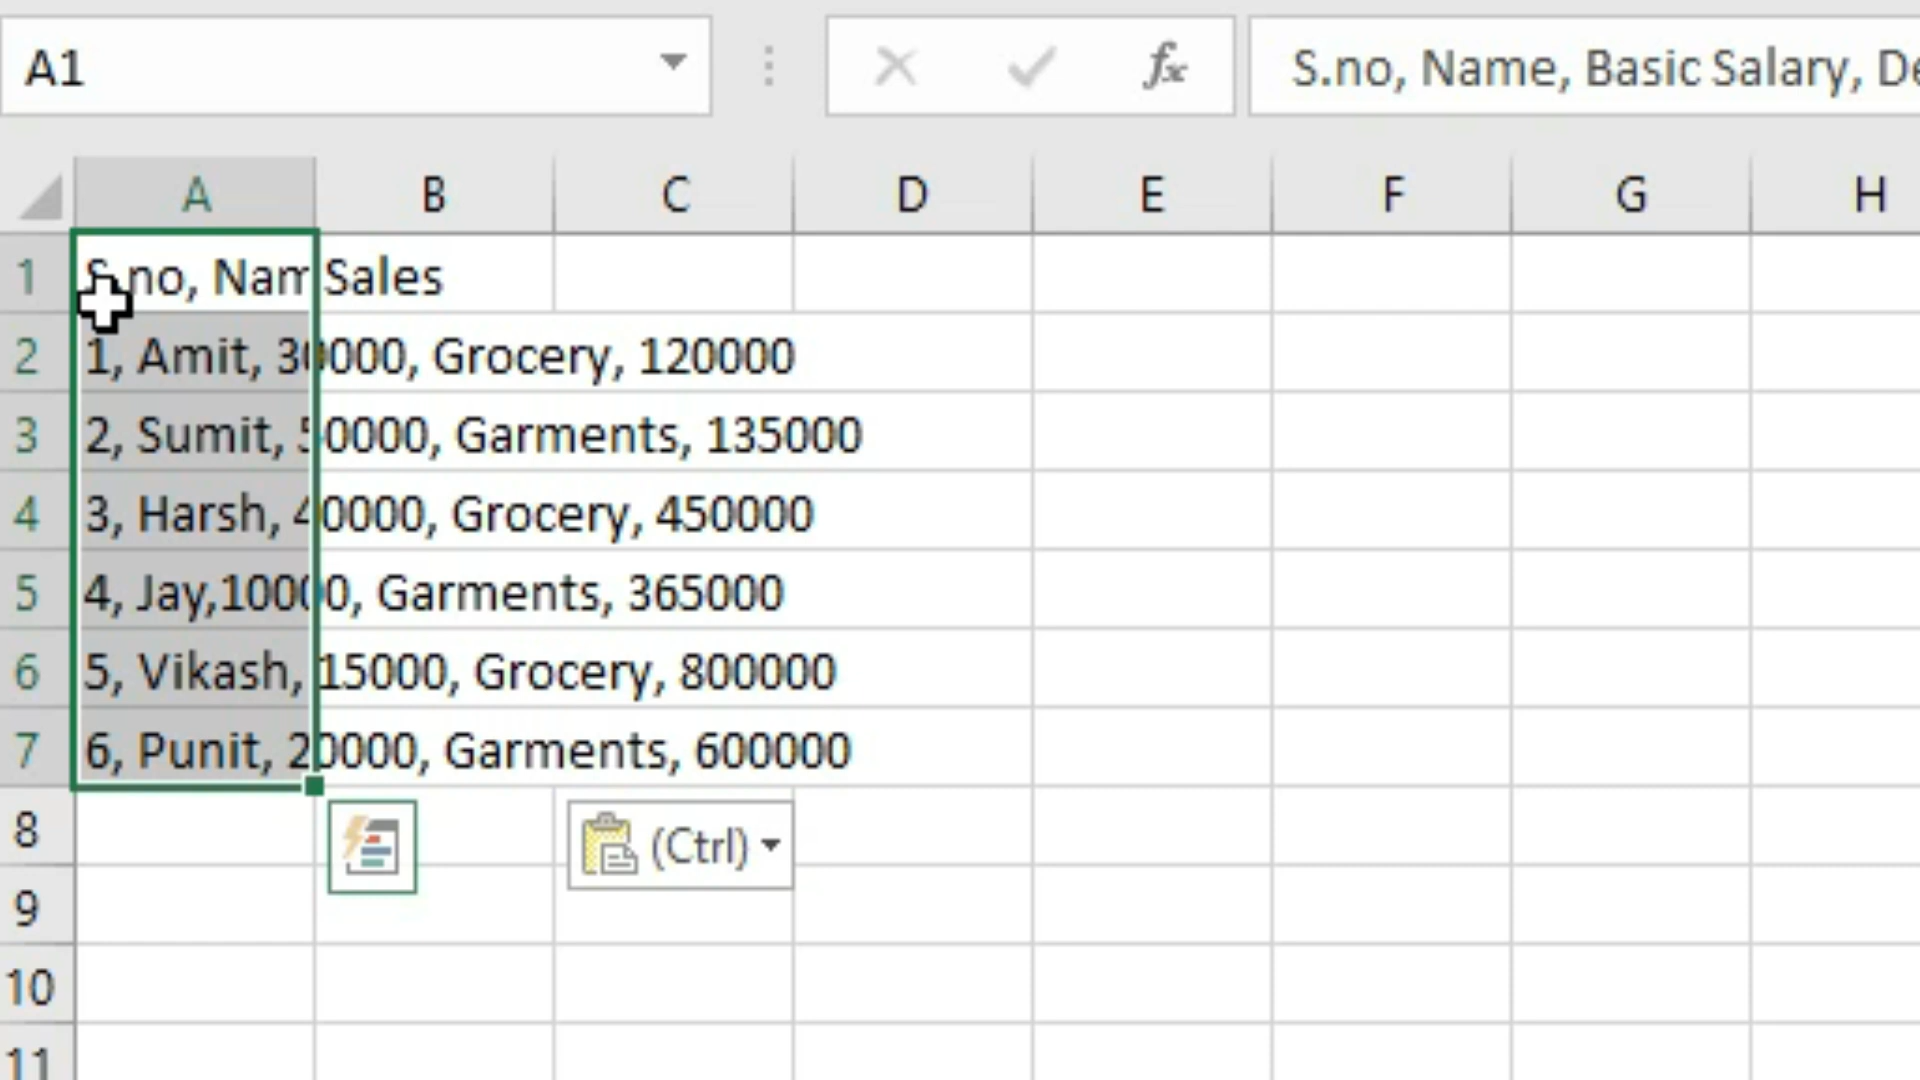 A1 fx S.no, Name, Basic Salary, De
A B C D E F G H
1 S.no, Nam Sales
2 1, Amit, 30000, Grocery, 120000
3 2, Sumit, 50000, Garments, 135000
4 3, Harsh, 40000, Grocery, 450000
5 4, Jay,10000, Garments, 365000
6 5, Vikash, 15000, Grocery, 800000
7 6, Punit, 20000, Garments, 600000
8 (Ctrl)
9
10
11